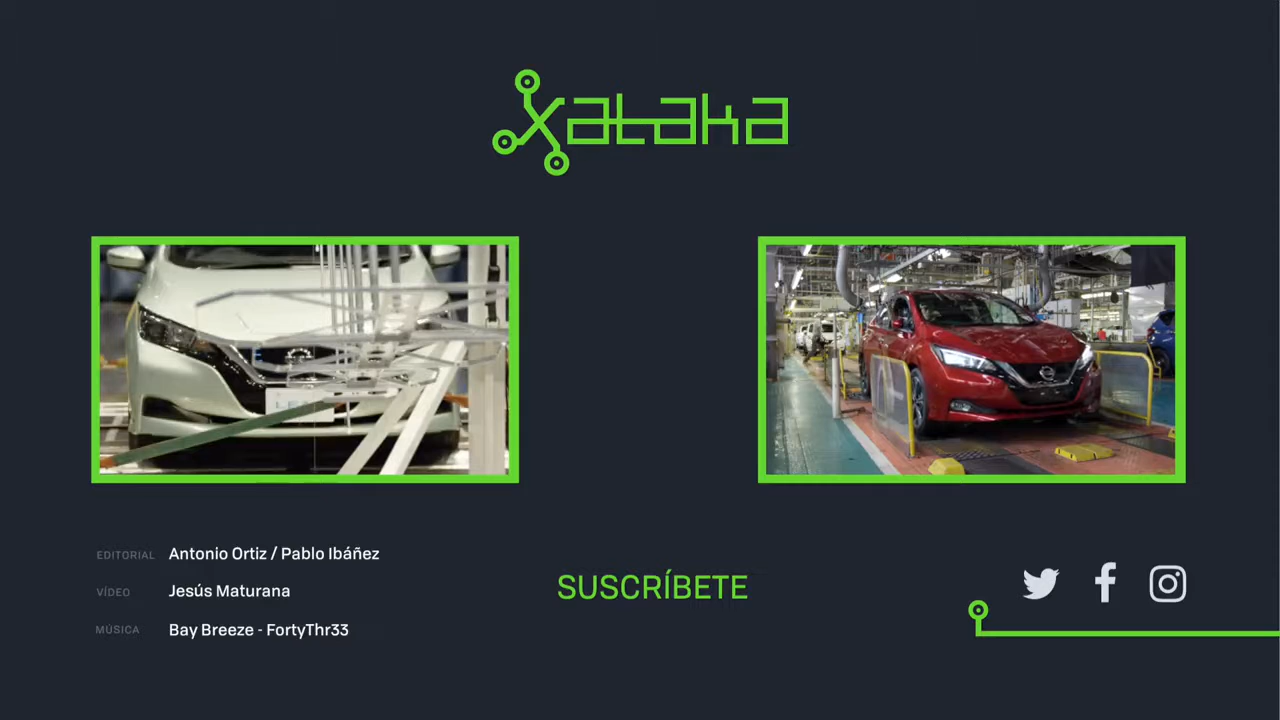 xataka
EDITORIAL Antonio Ortiz / Pablo Ibáñez
VÍDEO Jesús Maturana
MÚSICA Bay Breeze - FortyThr33
SUSCRÍBETE